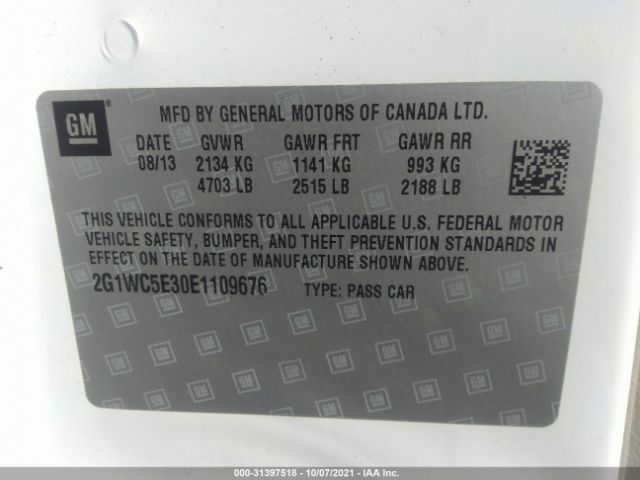 GM ® MFD BY GENERAL MOTORS OF CANADA LTD.
DATE GVWR GAWR FRT GAWR RR
08/13 2134 KG 1141 KG 993 KG
4703 LB 2515 LB 2188 LB
THIS VEHICLE CONFORMS TO ALL APPLICABLE U.S. FEDERAL MOTOR
VEHICLE SAFETY, BUMPER, AND THEFT PREVENTION STANDARDS IN
EFFECT ON THE DATE OF MANUFACTURE SHOWN ABOVE.
2G1WC5E30E1109676 TYPE: PASS CAR
000-31397518 - 10/07/2021 - IAA Inc.